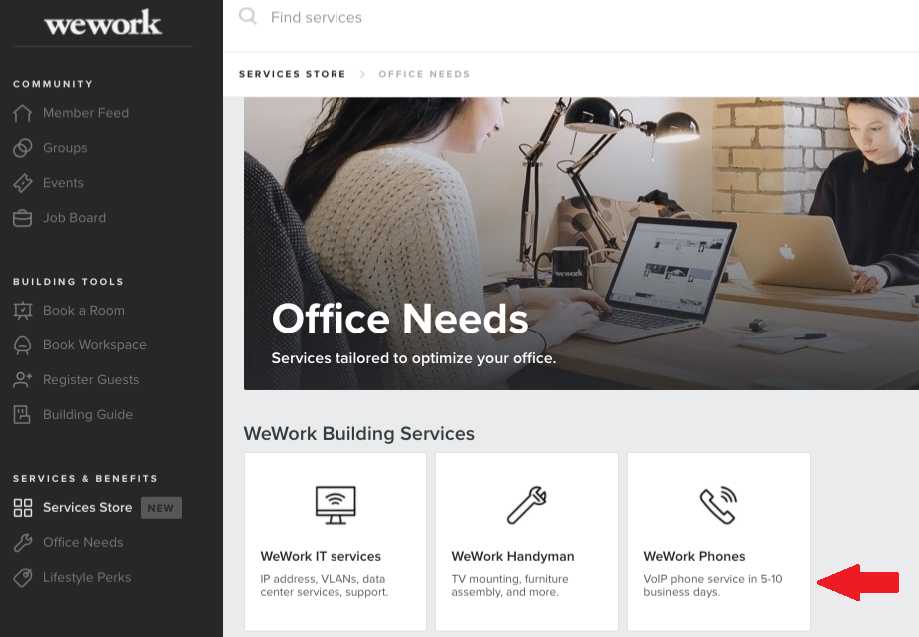 wework
COMMUNITY
Member Feed
Groups
Events
Job Board
BUILDING TOOLS
Book a Room
Book Workspace
Register Guests
Building Guide
SERVICES & BENEFITS
Services Store NEW
Office Needs
Lifestyle Perks
Find services
SERVICES STORE > OFFICE NEEDS
wework
Office Needs
Services tailored to optimize your office.
WeWork Building Services
WeWork IT services
IP address, VLANs, data
center services, support.
WeWork Handyman
TV mounting, furniture
assembly, and more.
WeWork Phones
VoIP phone service in 5-10
business days.